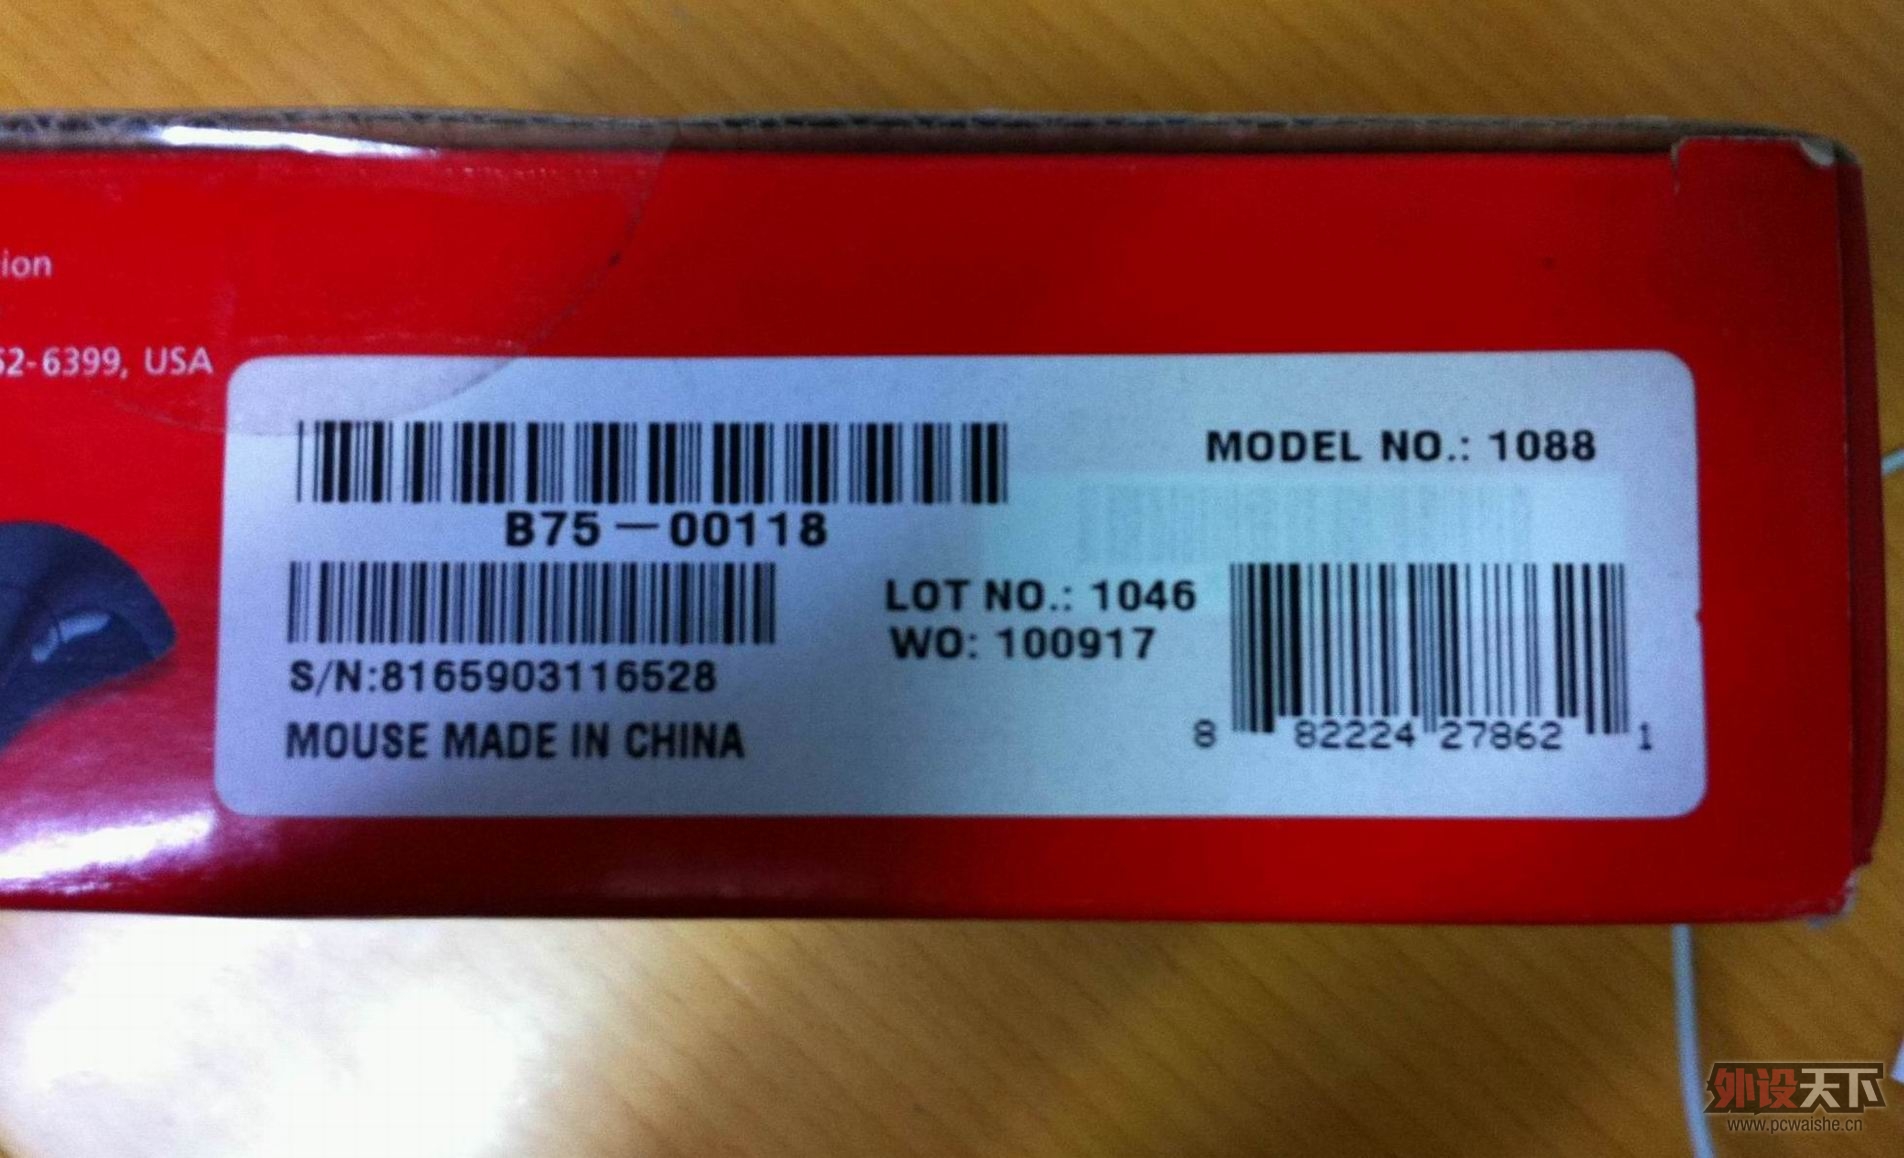 ion
52-6399, USA
MODEL NO.: 1088
B75-00118
LOT NO.: 1046
WO: 100917
S/N:8165903116528
MOUSE MADE IN CHINA
8 82224 27862 1
外设天下
www.pcwaishe.cn